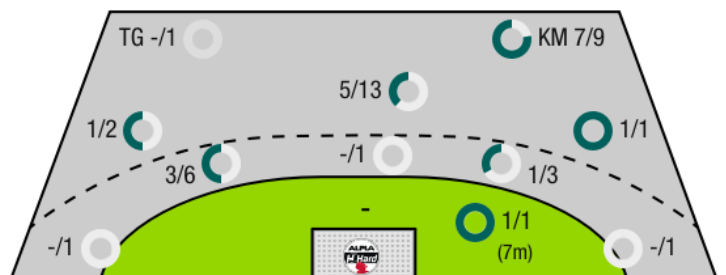 TG -/1
KM 7/9
5/13
1/2
1/1
-/1
3/6
1/3
-
1/1
(7m)
-/1
-/1
ALPLA
Hard